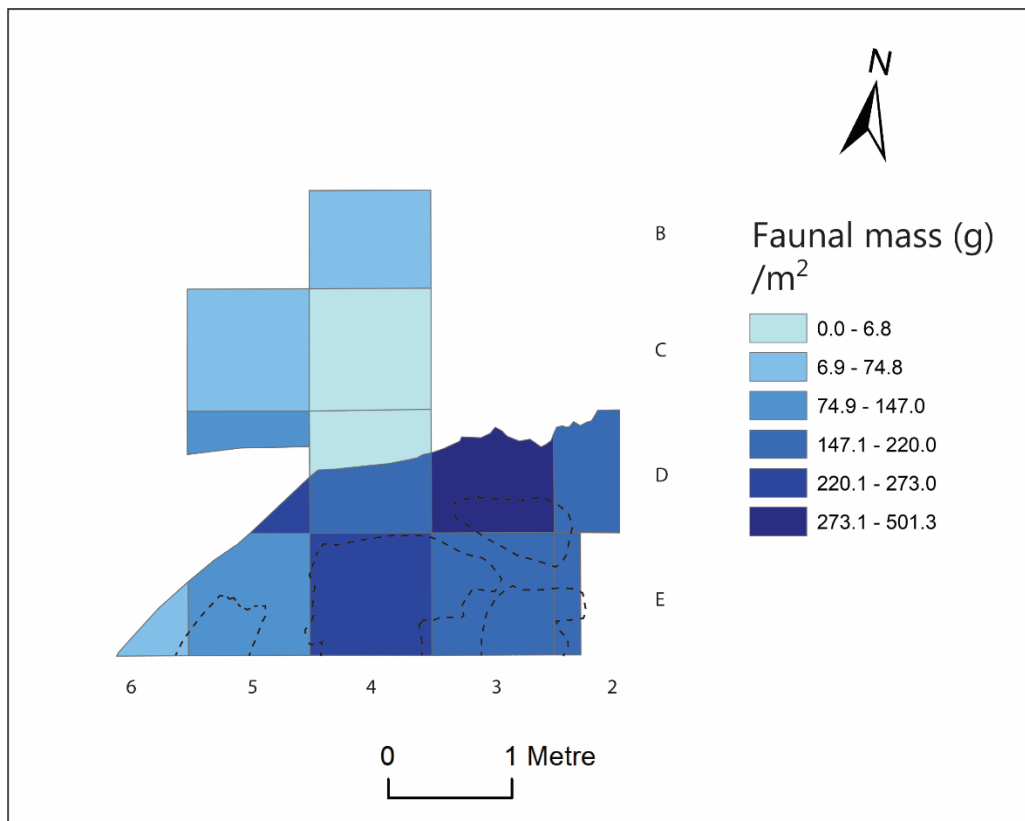 N
B
C
D
E
6 5 4 3 2
0 1 Metre
Faunal mass (g)
/m²
0.0 - 6.8
6.9 - 74.8
74.9 - 147.0
147.1 - 220.0
220.1 - 273.0
273.1 - 501.3